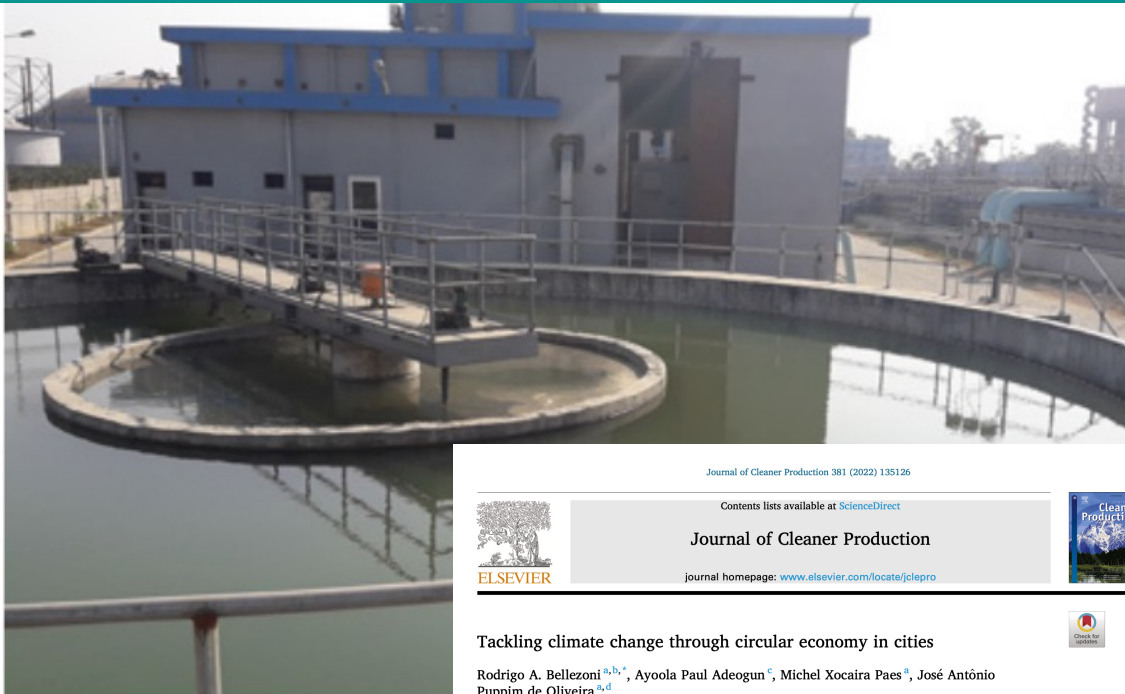 Journal of Cleaner Production 381 (2022) 135126
Contents lists available at ScienceDirect
Journal of Cleaner Production
journal homepage: www.elsevier.com/locate/jclepro
ELSEVIER
Check for
updates
Tackling climate change through circular economy in cities
Rodrigo A. Bellezoni a,b,*, Ayoola Paul Adeogun c, Michel Xocaira Paes a, José Antônio
Puppim de Oliveira a,d